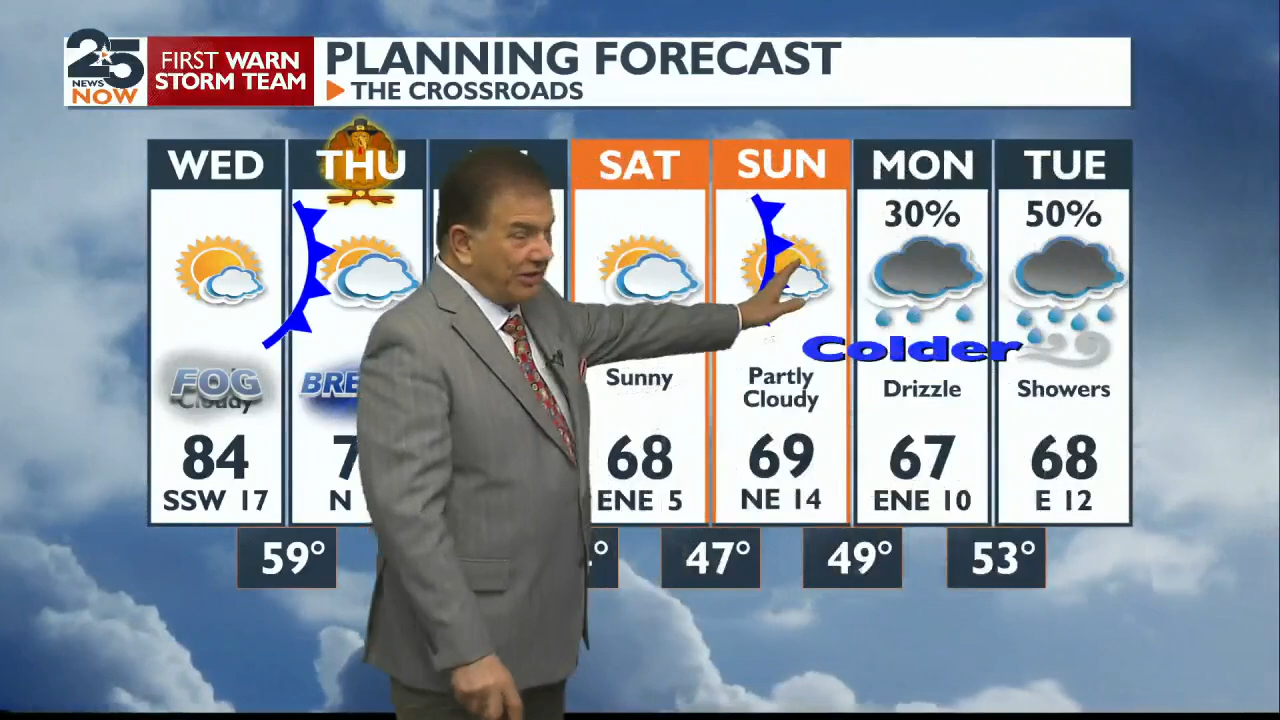 25
NEWS
NOW
FIRST WARN
STORM TEAM
PLANNING FORECAST
THE CROSSROADS
WED THU SAT SUN MON TUE
30% 50%
Colder
FOG
Cloudy
BRE
Sunny
Partly
Cloudy
Drizzle
Showers
84 7 68 69 67 68
SSW 17 N ENE 5 NE 14 ENE 10 E 12
59° 47° 49° 53°